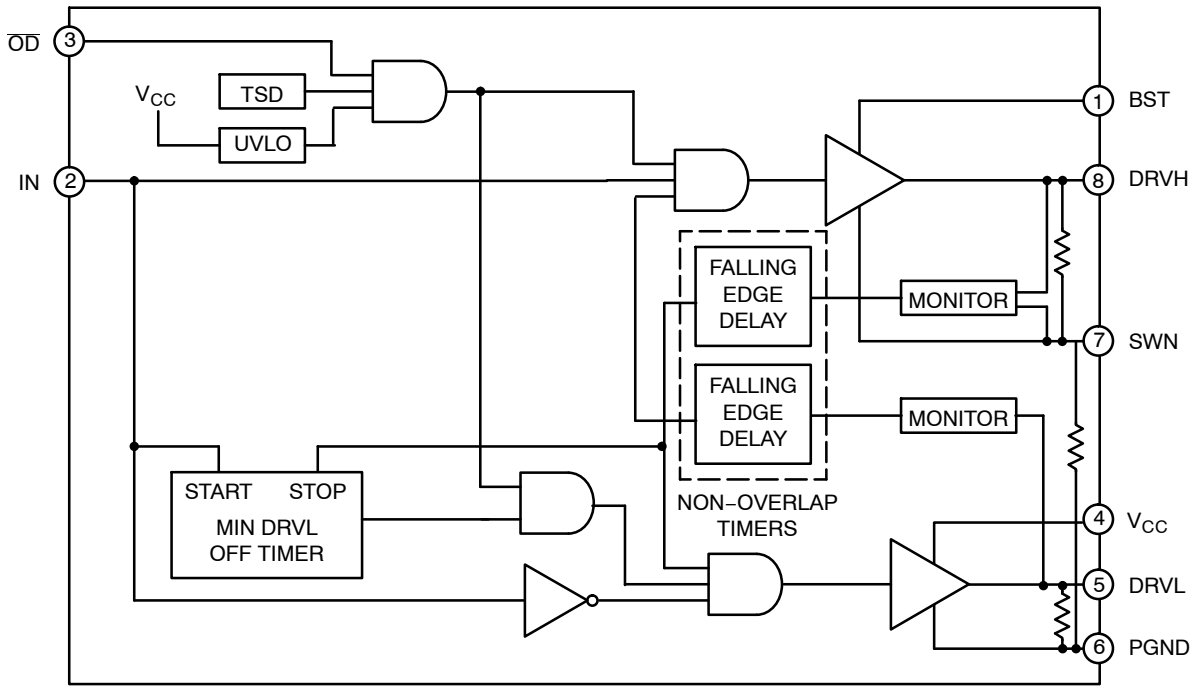 OD
3
TSD
VCC
UVLO
1
BST
IN
2
8
DRVH
FALLING
EDGE
DELAY
MONITOR
7
SWN
FALLING
EDGE
DELAY
MONITOR
START
STOP
MIN DRVL
OFF TIMER
NON−OVERLAP
TIMERS
4
VCC
5
DRVL
6
PGND